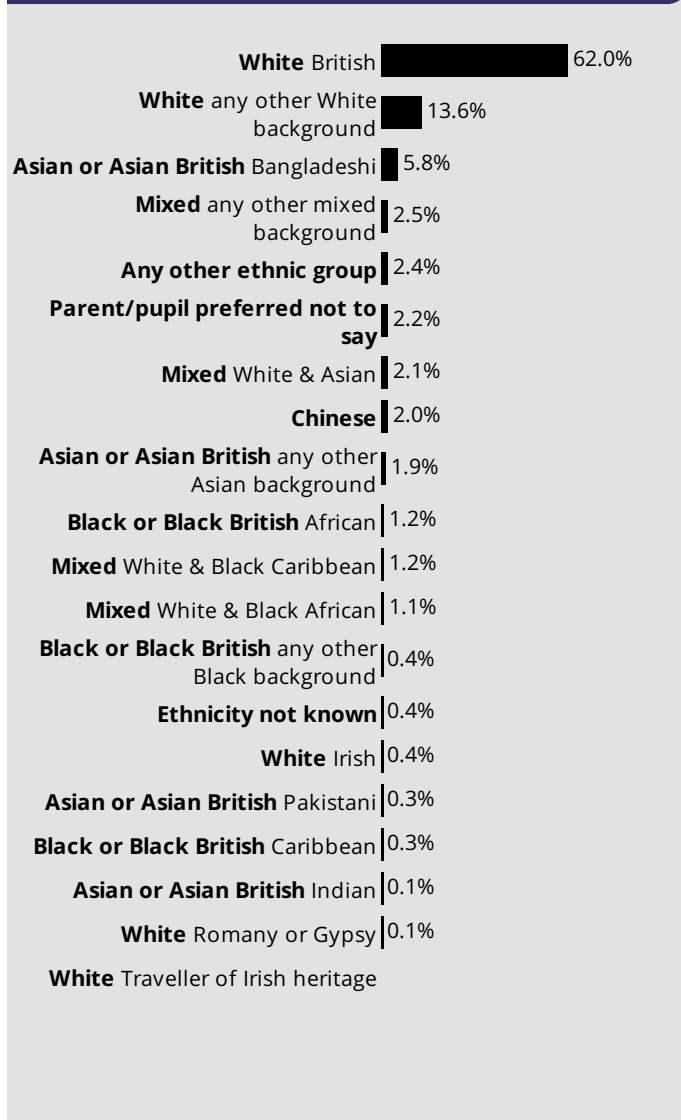 White British 62.0%
White any other White
background 13.6%
Asian or Asian British Bangladeshi 5.8%
Mixed any other mixed
background 2.5%
Any other ethnic group 2.4%
Parent/pupil preferred not to
say 2.2%
Mixed White & Asian 2.1%
Chinese 2.0%
Asian or Asian British any other
Asian background 1.9%
Black or Black British African 1.2%
Mixed White & Black Caribbean 1.2%
Mixed White & Black African 1.1%
Black or Black British any other
Black background 0.4%
Ethnicity not known 0.4%
White Irish 0.4%
Asian or Asian British Pakistani 0.3%
Black or Black British Caribbean 0.3%
Asian or Asian British Indian 0.1%
White Romany or Gypsy 0.1%
White Traveller of Irish heritage